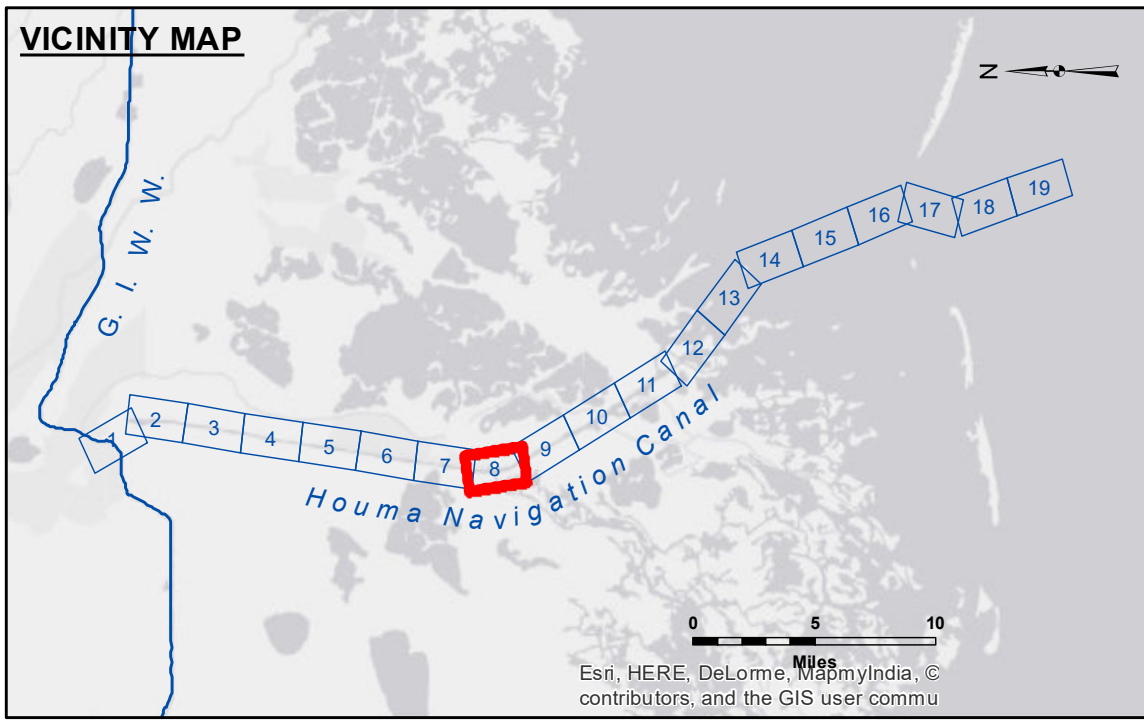 VICINITY MAP
N
G. I. W. W.
1
2
3
4
5
6
7
8
9
10
11
12
13
14
15
16
17
18
19
Houma Navigation Canal
0 5 10
Miles
Esri, HERE, DeLorme, MapmyIndia, ©
contributors, and the GIS user commu